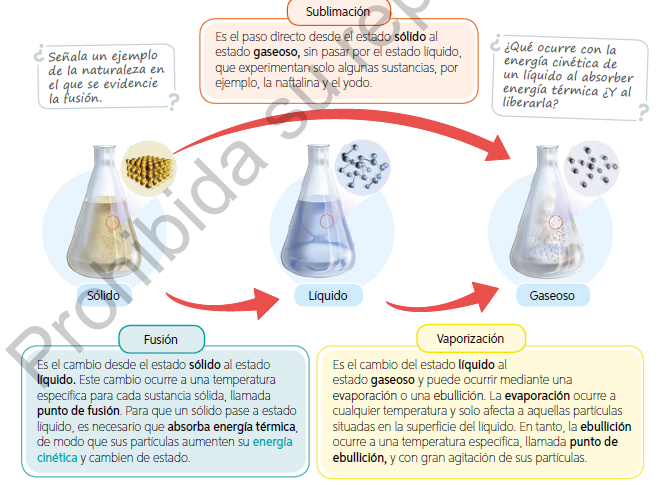 Sublimación
Es el paso directo desde el estado sólido al
estado gaseoso, sin pasar por el estado líquido,
que experimentan solo algunas sustancias, por
ejemplo, la naftalina y el yodo.
¿ Señala un ejemplo
de la naturaleza en
el que se evidencie
la fusión.
?
¿ ¿Qué ocurre con la
energía cinética de
un líquido al absorber
energía térmica ¿Y al
liberarla?
?
Sólido
Líquido
Gaseoso
Fusión
Es el cambio desde el estado sólido al estado
líquido. Este cambio ocurre a una temperatura
específica para cada sustancia sólida, llamada
punto de fusión. Para que un sólido pase a estado
líquido, es necesario que absorba energía térmica,
de modo que sus partículas aumenten su energía
cinética y cambien de estado.
Vaporización
Es el cambio del estado líquido al
estado gaseoso y puede ocurrir mediante una
evaporación o una ebullición. La evaporación ocurre a
cualquier temperatura y solo afecta a aquellas partículas
situadas en la superficie del líquido. En tanto, la ebullición
ocurre a una temperatura específica, llamada punto de
ebullición, y con gran agitación de sus partículas.
Prohibida su rep